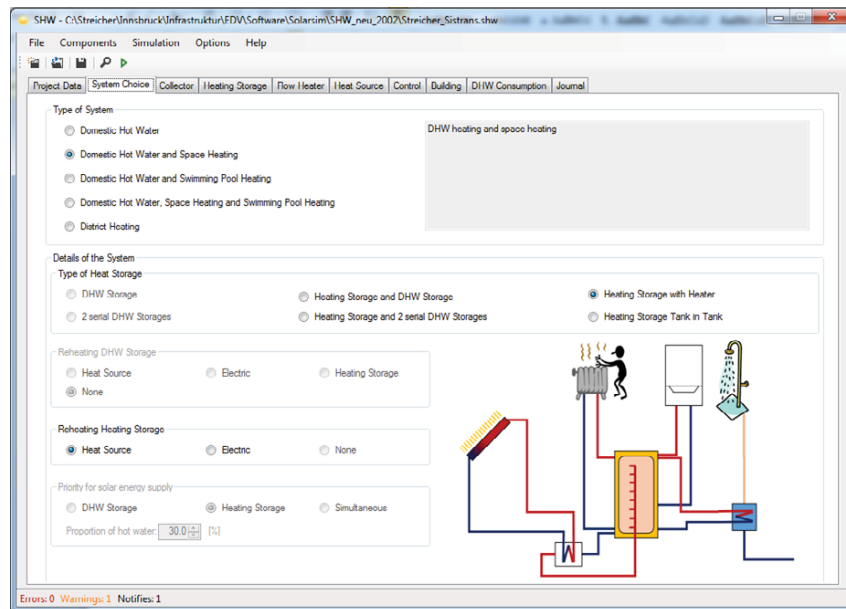 SHW - C:\Streicher\Innsbruck\Infrastruktur\EDV\Software\Solarsim\SHW_neu_2007\Streicher_Sistrans.shw
File Components Simulation Options Help
Project Data System Choice Collector Heating Storage Flow Heater Heat Source Control Building DHW Consumption Journal
Type of System
Domestic Hot Water
DHW heating and space heating
Domestic Hot Water and Space Heating
Domestic Hot Water and Swimming Pool Heating
Domestic Hot Water, Space Heating and Swimming Pool Heating
District Heating
Details of the System
Type of Heat Storage
DHW Storage Heating Storage and DHW Storage Heating Storage with Heater
2 serial DHW Storages Heating Storage and 2 serial DHW Storages Heating Storage Tank in Tank
Reheating DHW Storage
Heat Source Electric Heating Storage
None
Reheating Heating Storage
Heat Source Electric None
Priority for solar energy supply
DHW Storage Heating Storage Simultaneous
Proportion of hot water: 30.0 [%]
Errors: 0 Warnings: 1 Notifies: 1